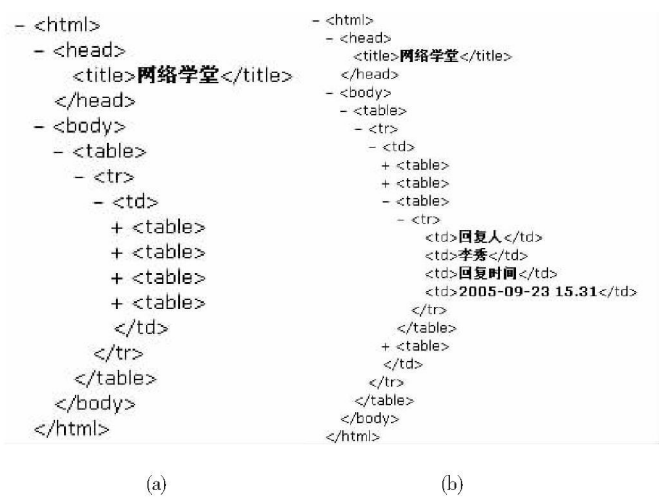 - <html>
- <head>
<title>网络学堂</title>
</head>
- <body>
- <table>
- <tr>
- <td>
+ <table>
+ <table>
+ <table>
+ <table>
</td>
</tr>
</table>
</body>
</html>
(a)
- <html>
- <head>
<title>网络学堂</title>
</head>
- <body>
- <table>
- <tr>
- <td>
+ <table>
+ <table>
- <table>
- <tr>
<td>回复人</td>
<td>李秀</td>
<td>回复时间</td>
<td>2005-09-23 15.31</td>
</tr>
</table>
+ <table>
</td>
</tr>
</table>
</body>
</html>
(b)